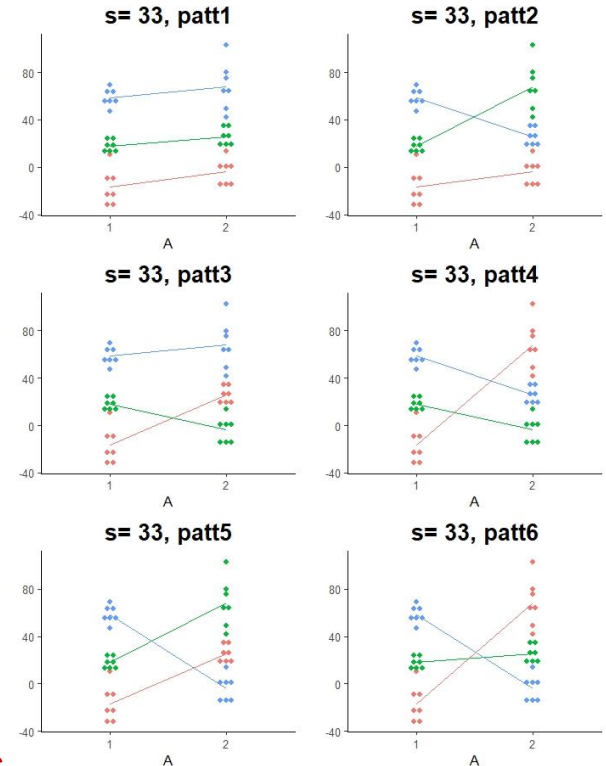 s= 33, patt1
80
40
0
-40
1 2
A
s= 33, patt2
80
40
0
-40
1 2
A
s= 33, patt3
80
40
0
-40
1 2
A
s= 33, patt4
80
40
0
-40
1 2
A
s= 33, patt5
80
40
0
-40
1 2
A
s= 33, patt6
80
40
0
-40
1 2
A